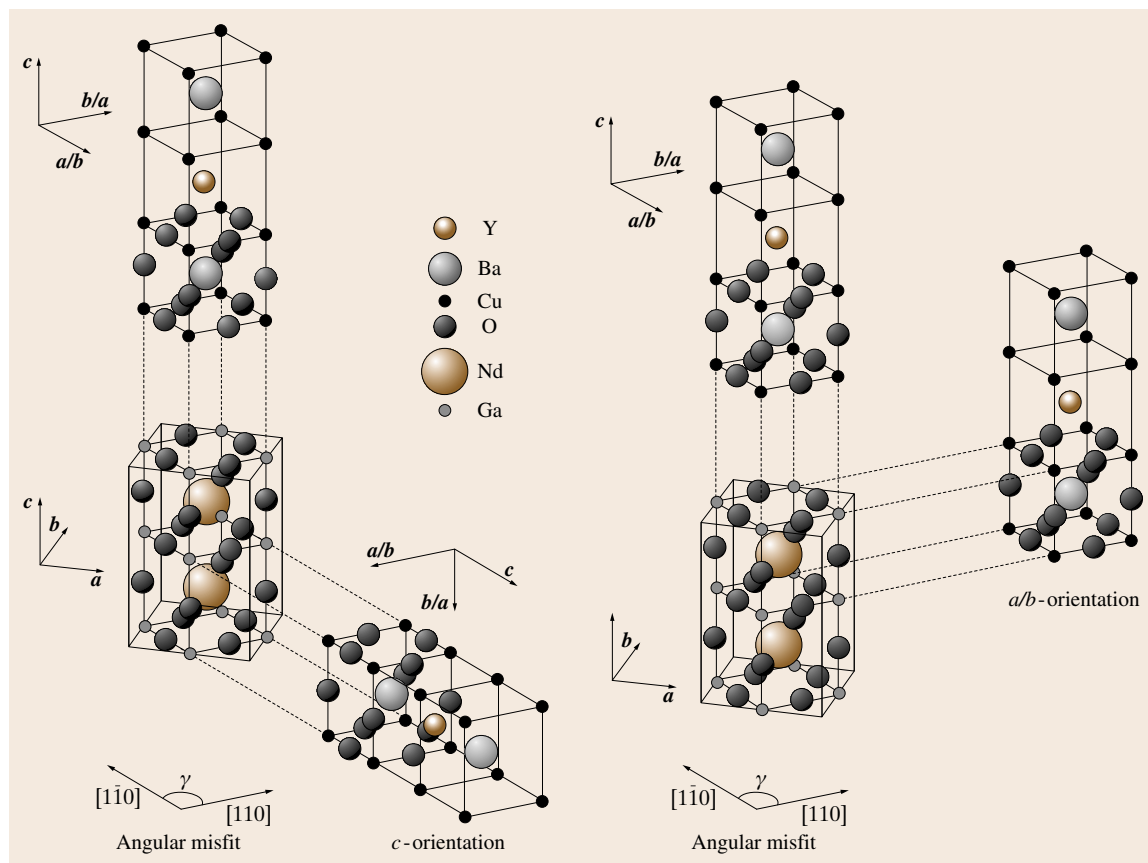 c
b/a
a/b
Y
Ba
Cu
O
Nd
Ga
c
b
a
a/b
c
b/a
[11̄0]
γ
[110]
Angular misfit
c-orientation
c
b/a
a/b
a/b-orientation
b
a
[11̄0]
γ
[110]
Angular misfit